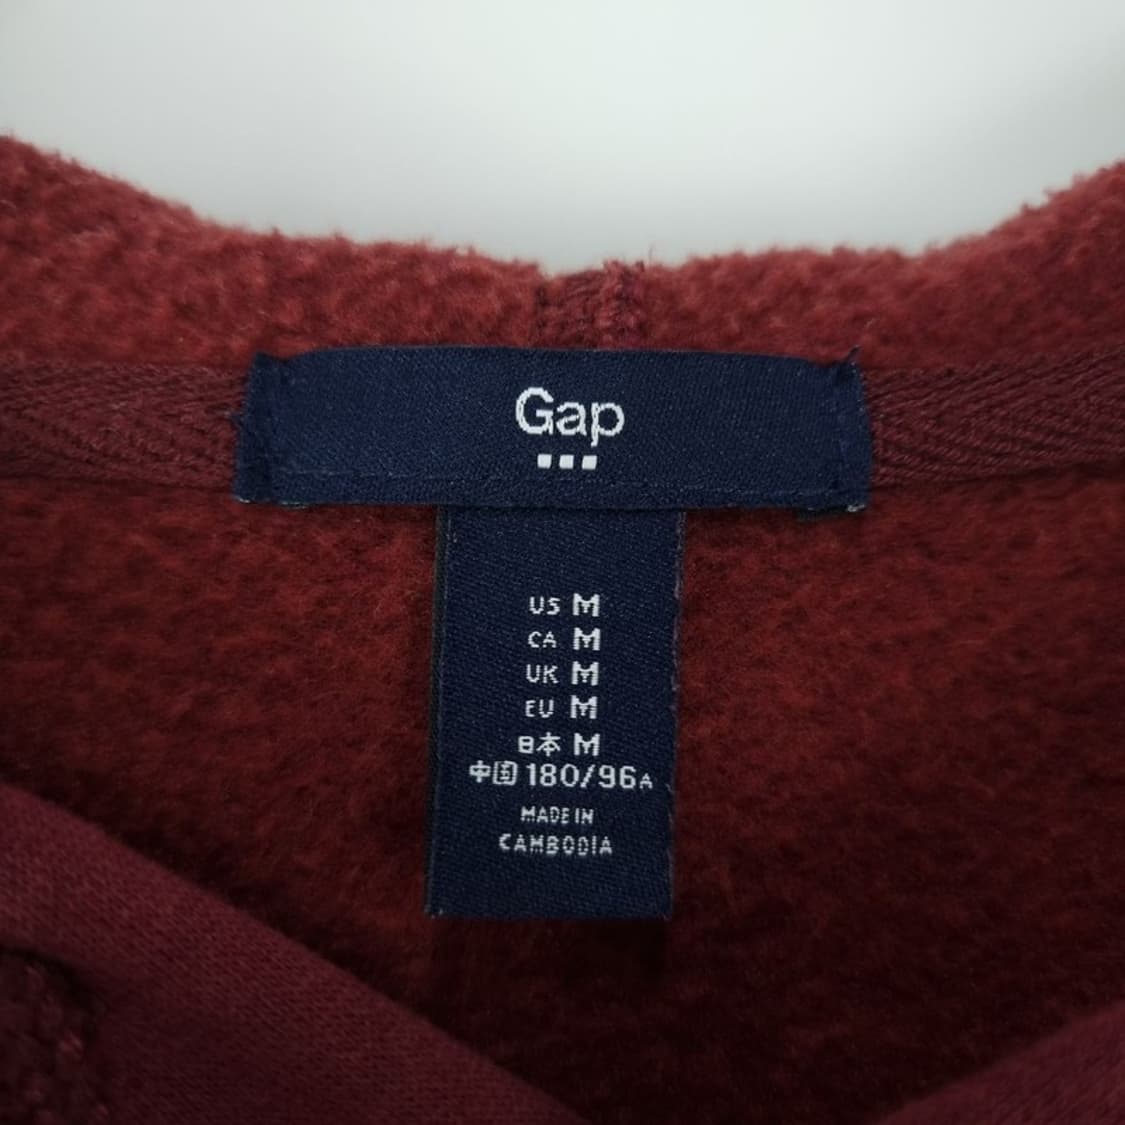 Gap
US M
CA M
UK M
EU M
日本 M
中国 180/96A
MADE IN
CAMBODIA